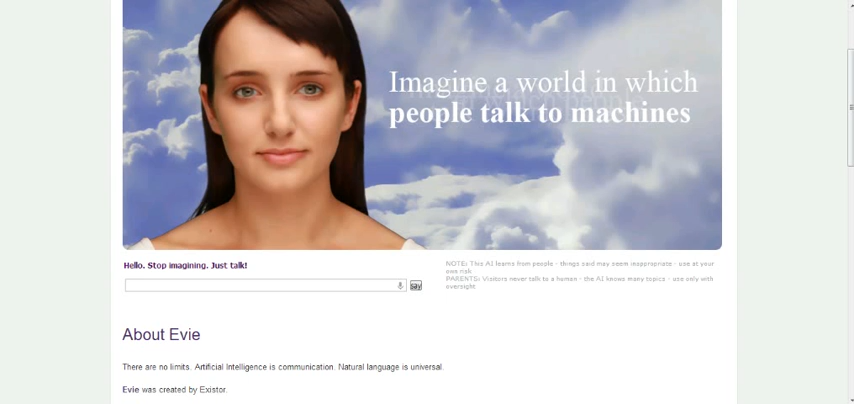 Imagine a world in which
people talk to machines
Hello. Stop imagining. Just talk!
say
NOTE: This AI learns from people - things said may seem inappropriate - use at your
own risk
PARENTS: Visitors never talk to a human - the AI knows many topics - use only with
oversight
About Evie
There are no limits. Artificial Intelligence is communication. Natural language is universal.
Evie was created by Existor.